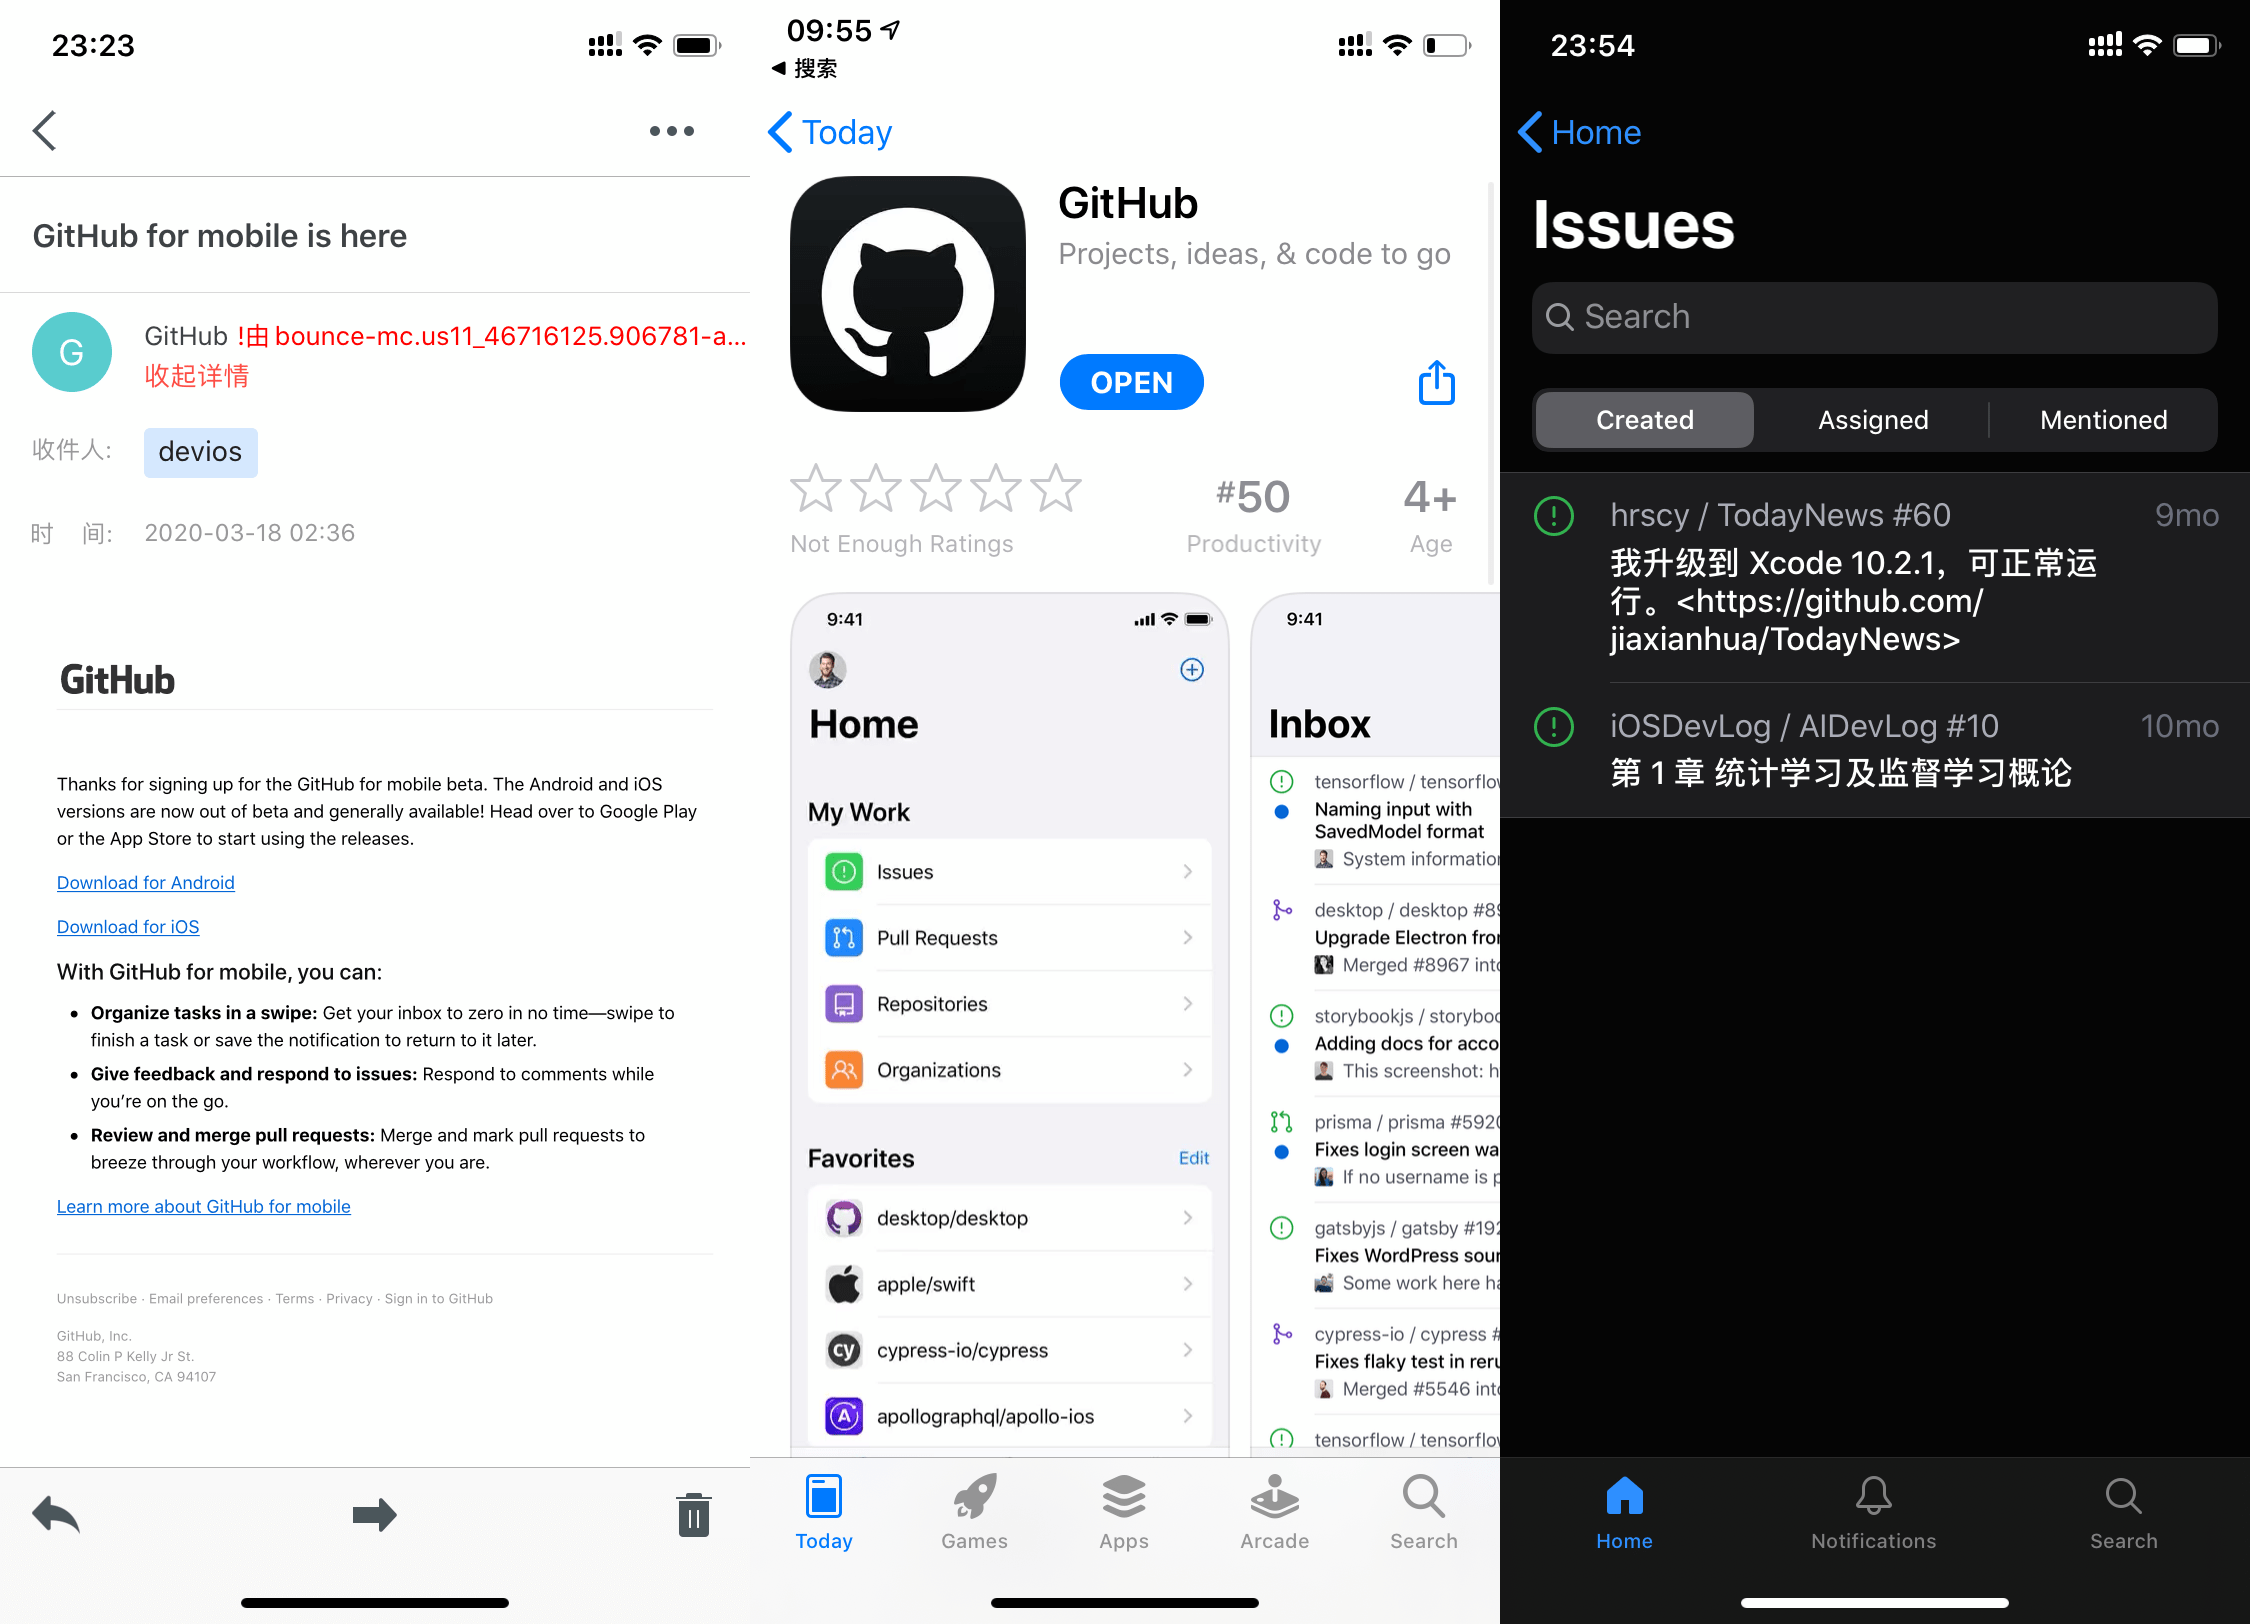 23:23
GitHub for mobile is here
G
GitHub !由 bounce-mc.us11_46716125.906781-a...
收起详情
收件人: devios
时 间: 2020-03-18 02:36
GitHub
Thanks for signing up for the GitHub for mobile beta. The Android and iOS
versions are now out of beta and generally available! Head over to Google Play
or the App Store to start using the releases.
Download for Android
Download for iOS
With GitHub for mobile, you can:
• Organize tasks in a swipe: Get your inbox to zero in no time—swipe to
finish a task or save the notification to return to it later.
• Give feedback and respond to issues: Respond to comments while
you're on the go.
• Review and merge pull requests: Merge and mark pull requests to
breeze through your workflow, wherever you are.
Learn more about GitHub for mobile
Unsubscribe · Email preferences · Terms · Privacy · Sign in to GitHub
GitHub, Inc.
88 Colin P Kelly Jr St.
San Francisco, CA 94107
09:55
搜索
Today
GitHub
Projects, ideas, & code to go
OPEN
#50 4+
Not Enough Ratings Productivity Age
9:41
Home
My Work
Issues
Pull Requests
Repositories
Organizations
Favorites Edit
desktop/desktop
apple/swift
cy cypress-io/cypress
A apollographql/apollo-ios
9:41
Inbox
tensorflow / tensorflow
Naming input with
SavedModel format
System information
desktop / desktop #89
Upgrade Electron from
Merged #8967 into
storybookjs / storyboo
Adding docs for acco
This screenshot: h
prisma / prisma #5920
Fixes login screen wa
If no username is p
gatsbyjs / gatsby #192
Fixes WordPress sour
Some work here ha
cypress-io / cypress #
Fixes flaky test in reru
Merged #5546 into
tensorflow / tensorflow
Today Games Apps Arcade Search
23:54
Home
Issues
Search
Created Assigned Mentioned
hrscy / TodayNews #60 9mo
我升级到 Xcode 10.2.1，可正常运
行。<https://github.com/
jiaxianhua/TodayNews>
iOSDevLog / AIDevLog #10 10mo
第 1 章 统计学习及监督学习概论
Home Notifications Search